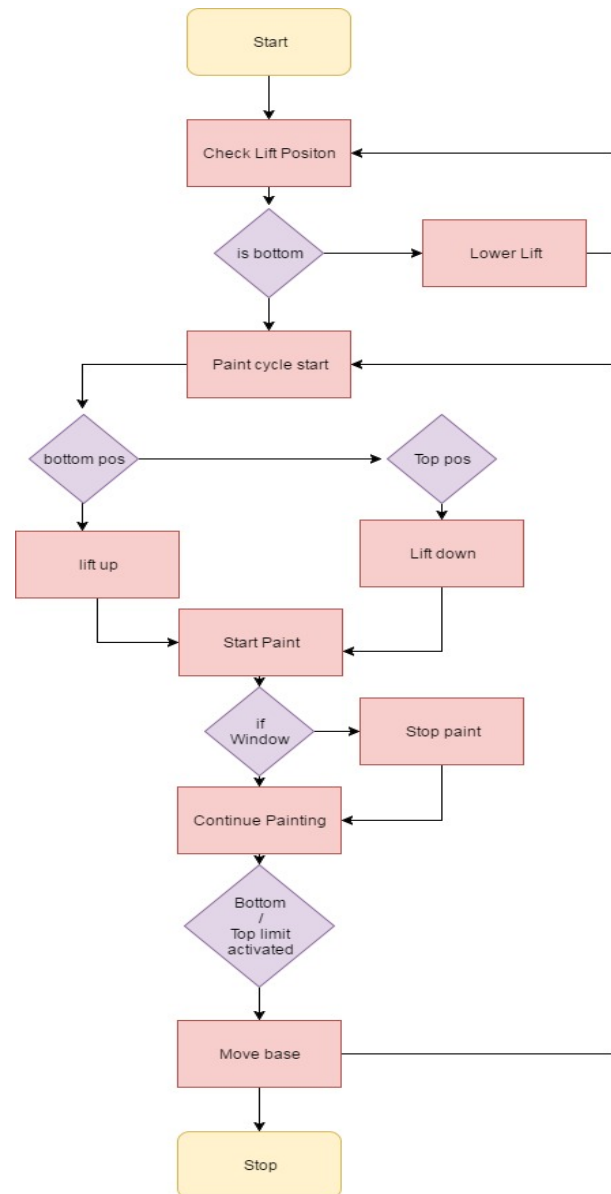 Start
Check Lift Positon
is bottom
Lower Lift
Paint cycle start
bottom pos
Top pos
lift up
Lift down
Start Paint
if
Window
Stop paint
Continue Painting
Bottom
/
Top limit
activated
Move base
Stop